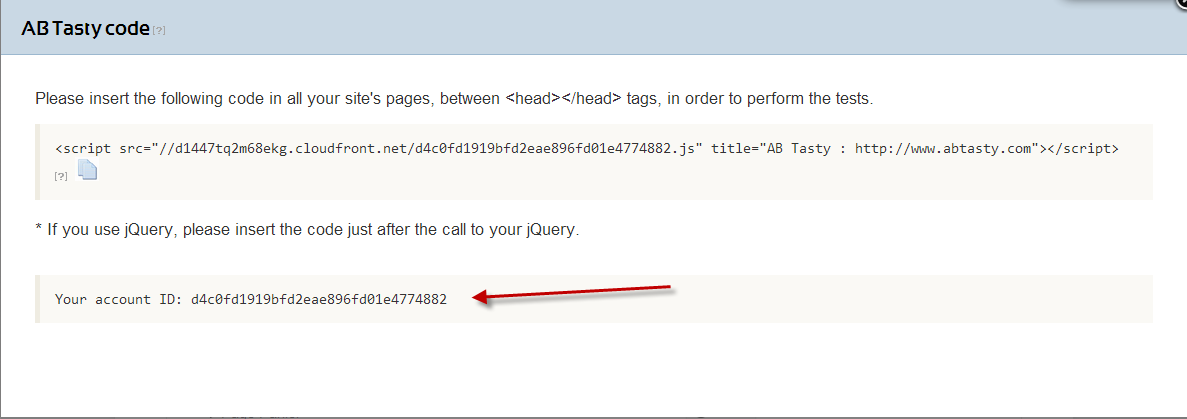 AB Tasty code [?]
Please insert the following code in all your site's pages, between <head></head> tags, in order to perform the tests.
<script src="//d1447tq2m68ekg.cloudfront.net/d4c0fd1919bfd2eae896fd01e4774882.js" title="AB Tasty : http://www.abtasty.com"></script>
[?]
* If you use jQuery, please insert the code just after the call to your jQuery.
Your account ID: d4c0fd1919bfd2eae896fd01e4774882